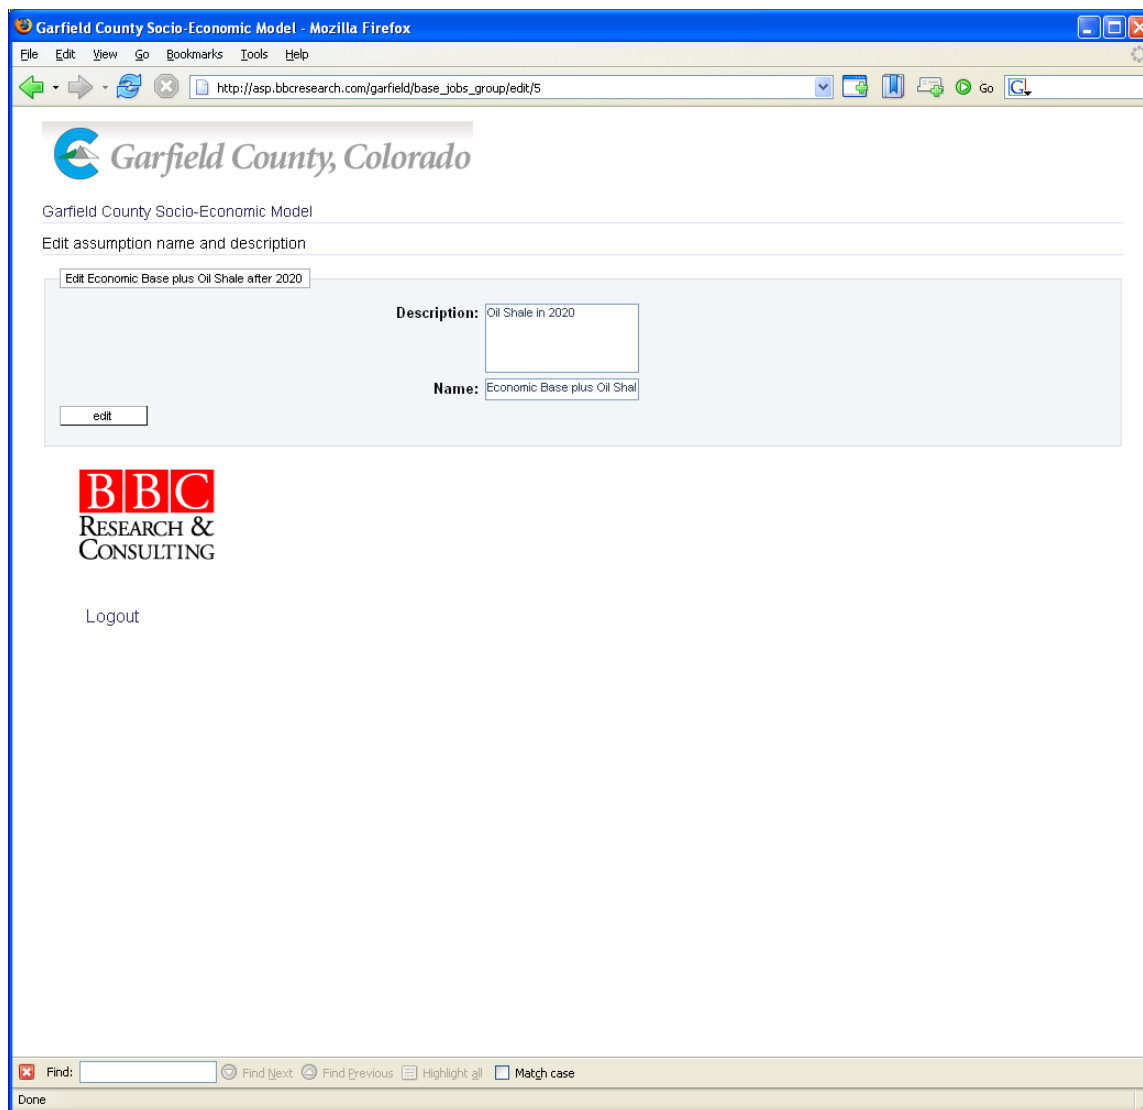 Garfield County Socio-Economic Model - Mozilla Firefox
File Edit View Go Bookmarks Tools Help
http://asp.bbcresearch.com/garfield/base_jobs_group/edit/5 Go G
Garfield County, Colorado
Garfield County Socio-Economic Model
Edit assumption name and description
Edit Economic Base plus Oil Shale after 2020
Description: Oil Shale in 2020
Name: Economic Base plus Oil Shal
edit
BBC
RESEARCH &
CONSULTING
Logout
Find: Find Next Find Previous Highlight all Match case
Done